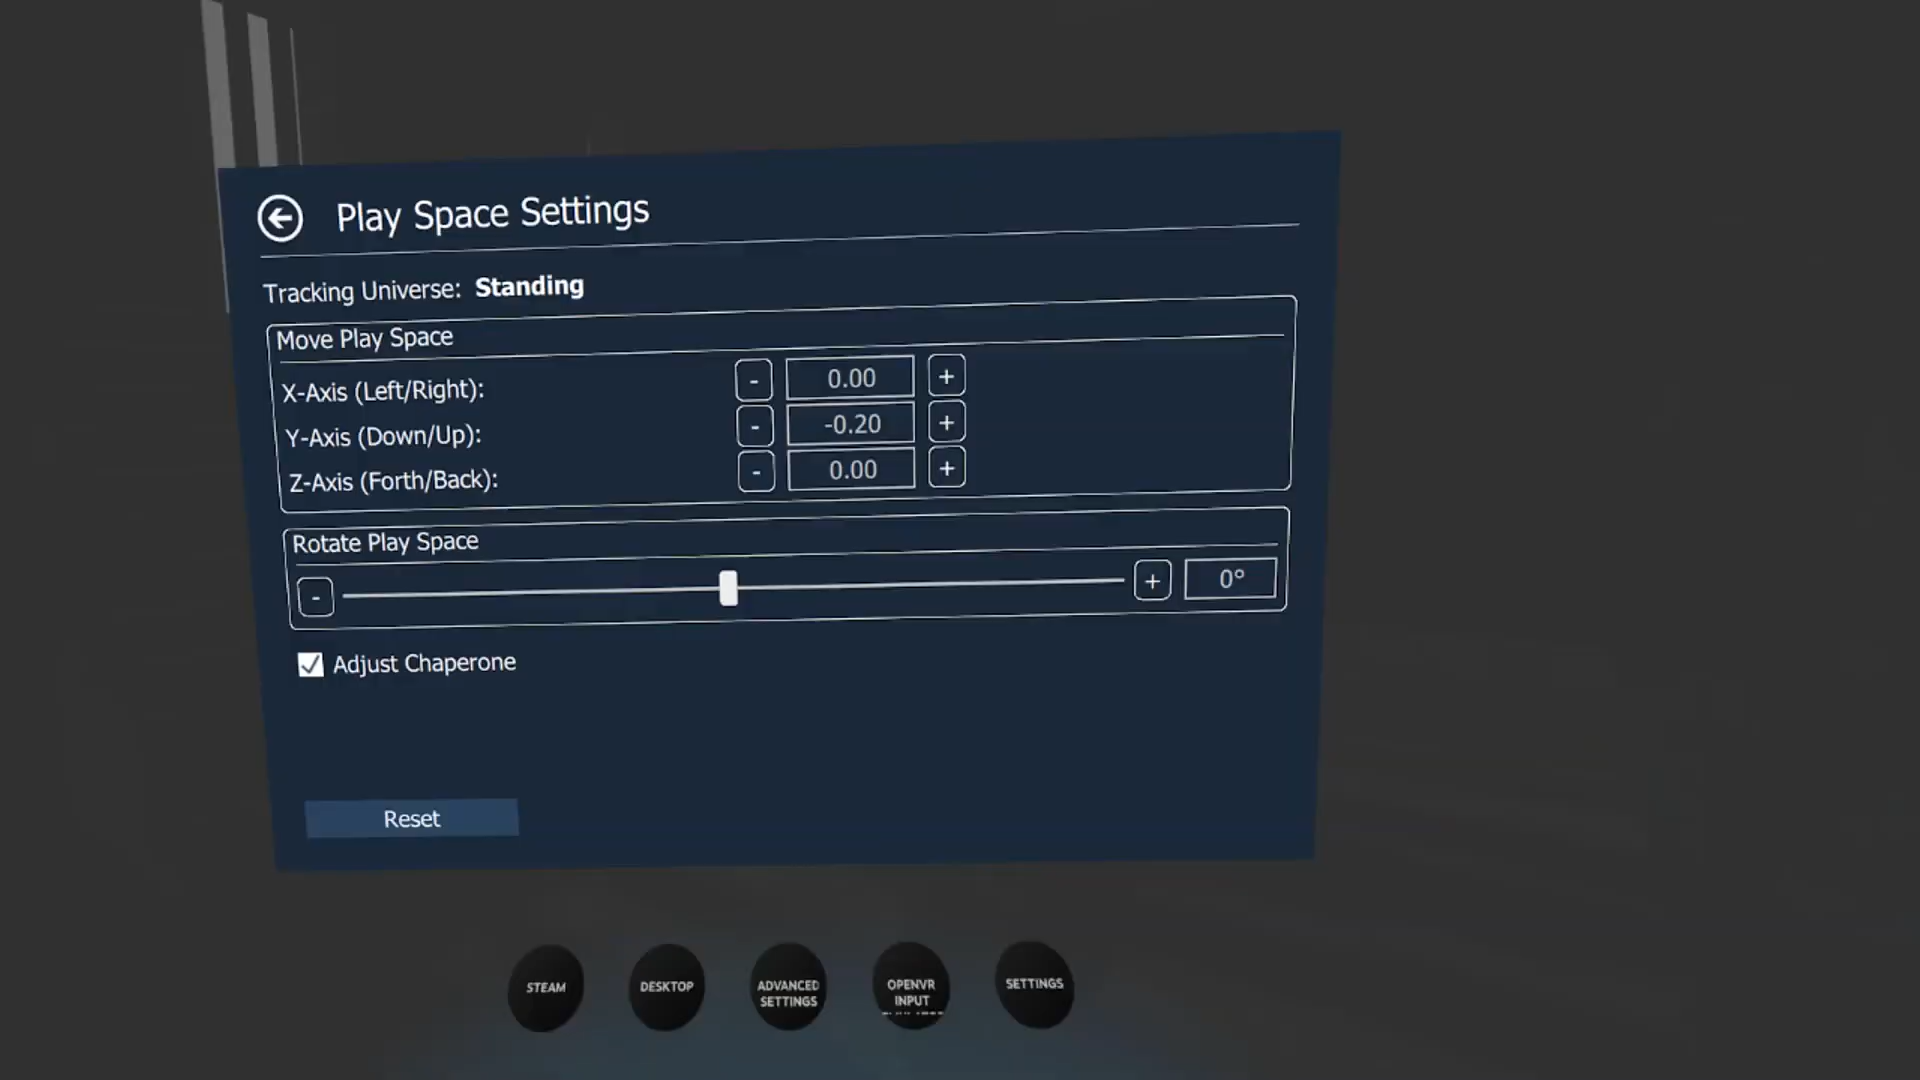 Play Space Settings
Tracking Universe: Standing
Move Play Space
X-Axis (Left/Right): - 0.00 +
Y-Axis (Down/Up): - -0.20 +
Z-Axis (Forth/Back): - 0.00 +
Rotate Play Space
- + 0°
Adjust Chaperone
Reset
STEAM
DESKTOP
ADVANCED
SETTINGS
OPENVR
INPUT
SETTINGS